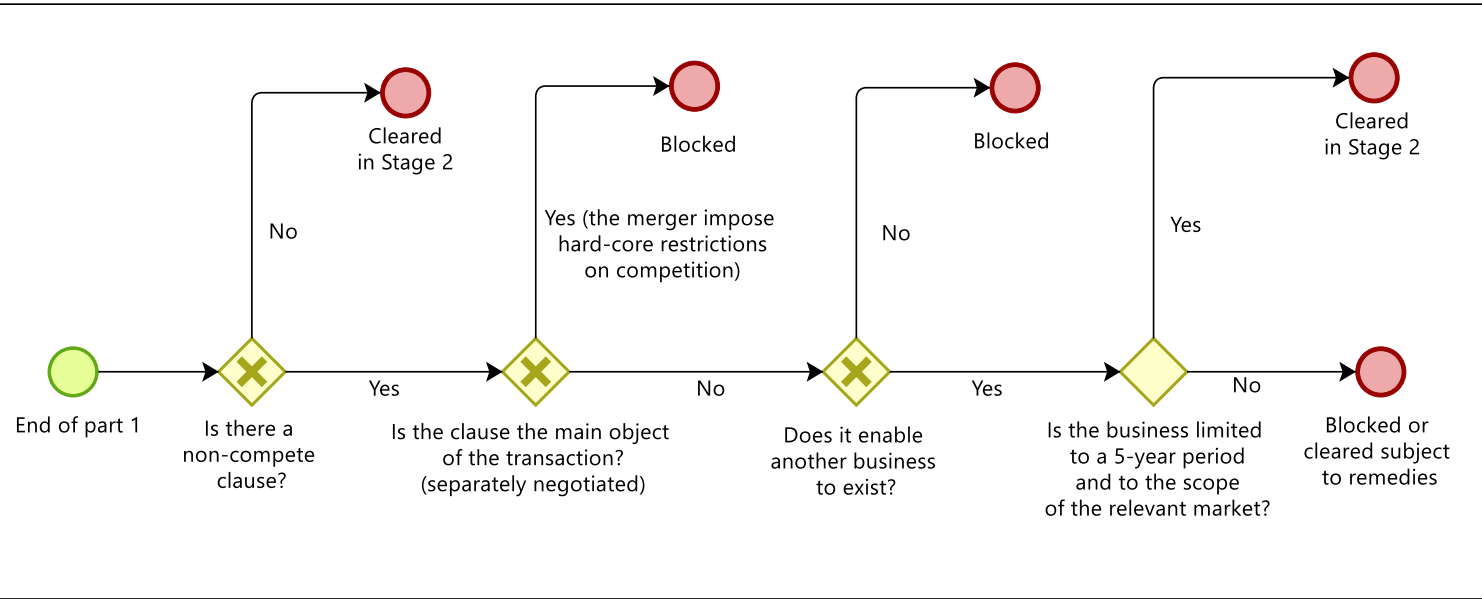 Cleared
in Stage 2
Blocked
Blocked
Cleared
in Stage 2
No
Yes (the merger impose
hard-core restrictions
on competition)
No
Yes
End of part 1
Is there a
non-compete
clause?
Yes
Is the clause the main object
of the transaction?
(separately negotiated)
No
Does it enable
another business
to exist?
Yes
Is the business limited
to a 5-year period
and to the scope
of the relevant market?
No
Blocked or
cleared subject
to remedies